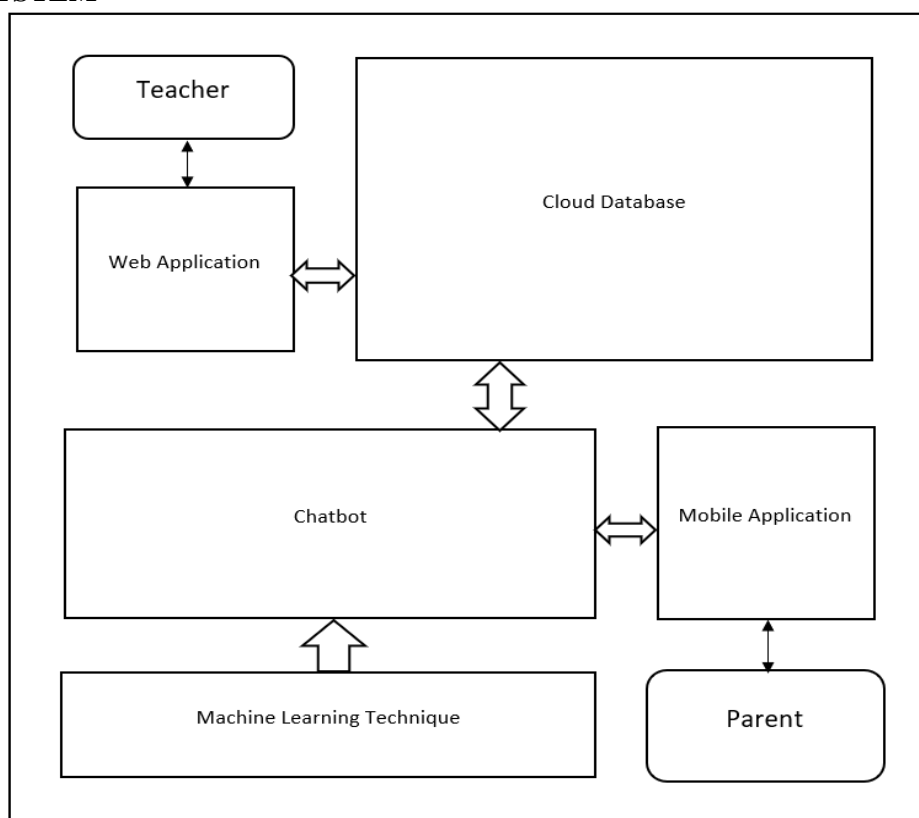 Teacher
Cloud Database
Web Application
Chatbot
Mobile Application
Machine Learning Technique
Parent